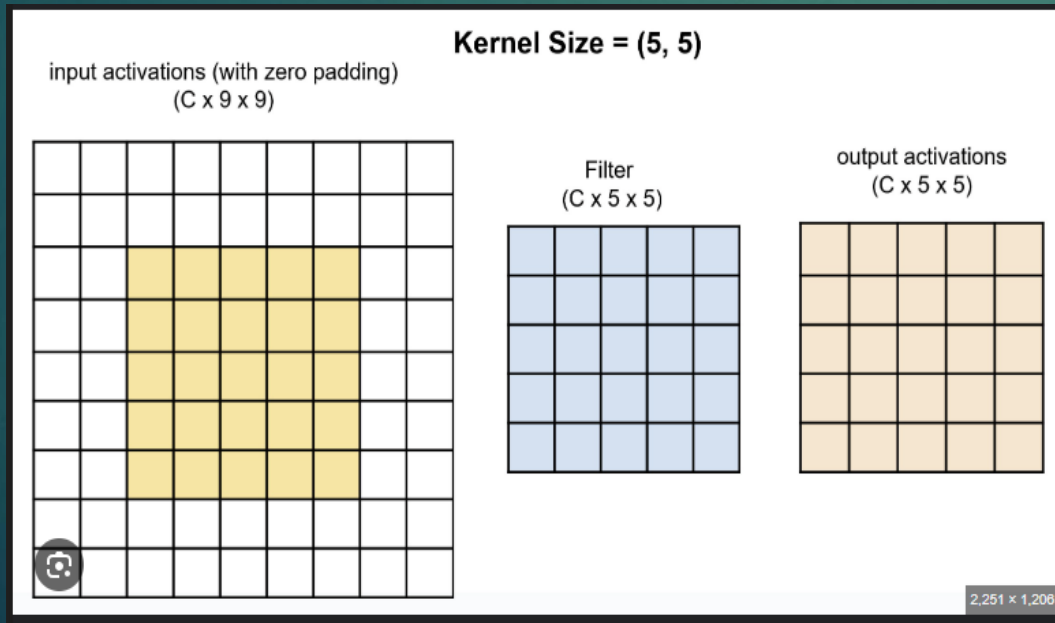 Kernel Size = (5, 5)
input activations (with zero padding)
(C x 9 x 9)
Filter
(C x 5 x 5)
output activations
(C x 5 x 5)
2,251 × 1,206